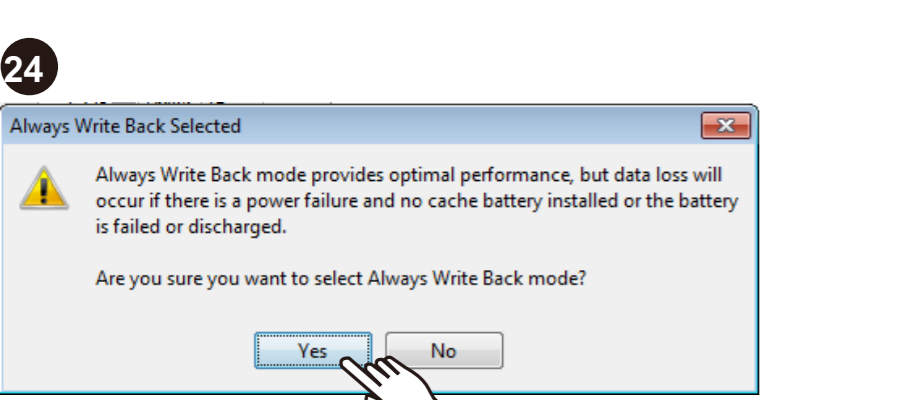 24
Always Write Back Selected
Always Write Back mode provides optimal performance, but data loss will
occur if there is a power failure and no cache battery installed or the battery
is failed or discharged.
Are you sure you want to select Always Write Back mode?
Yes No